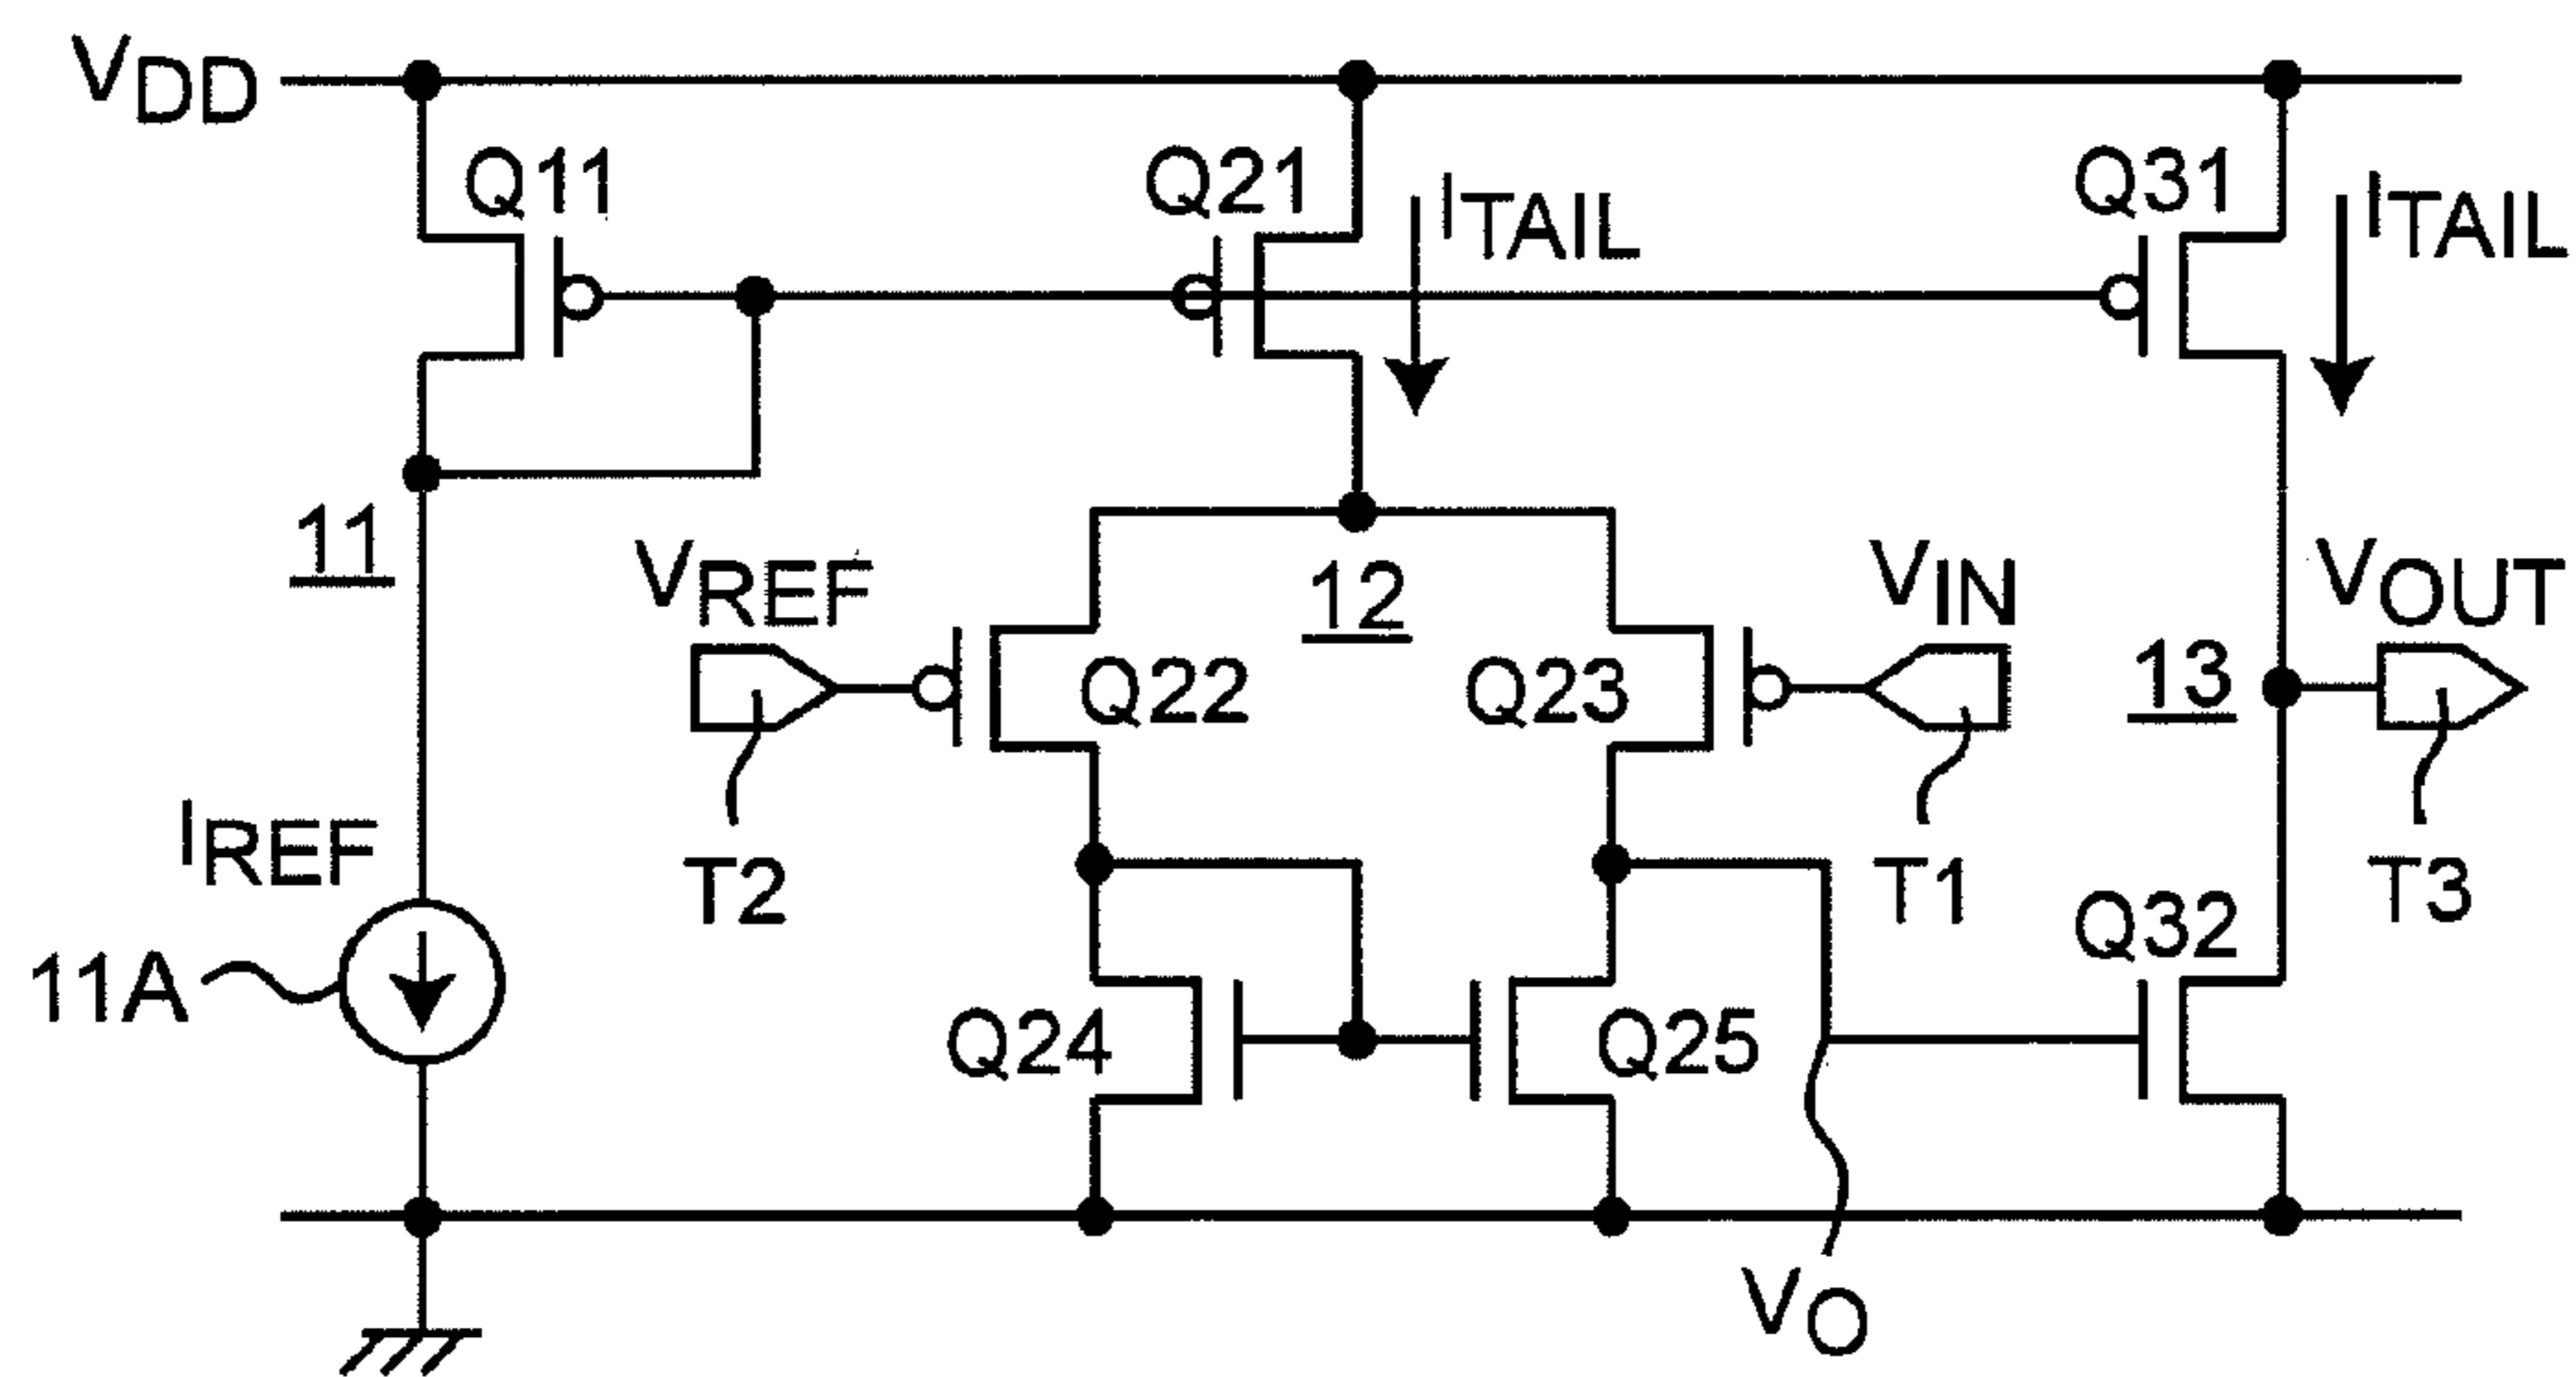 VDD
Q11
Q21
ITAIL
Q31
ITAIL
11
VREF
12
VIN
VOUT
Q22
Q23
13
IREF
T2
T1
T3
11A
Q24
Q25
Q32
VO